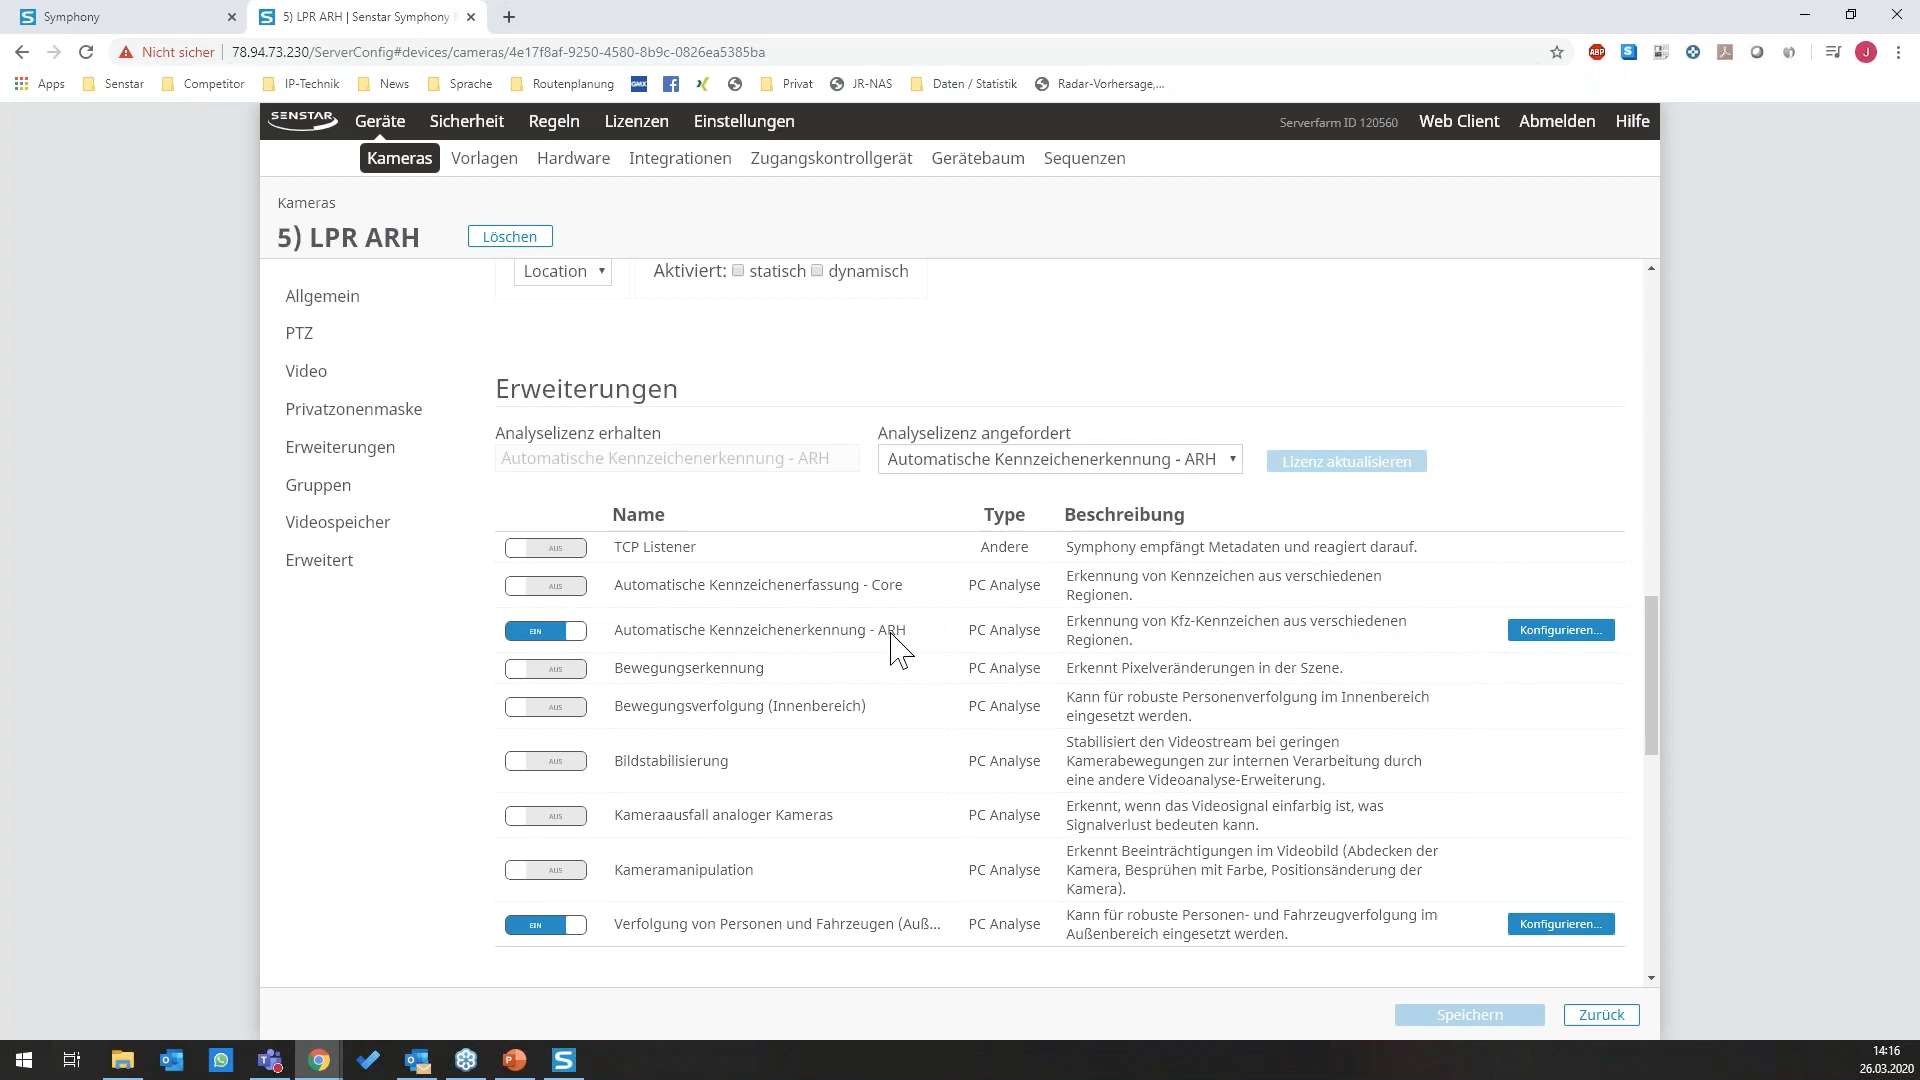 Symphony
5) LPR ARH | Senstar Symphony
Nicht sicher
78.94.73.230/ServerConfig#devices/cameras/4e17f8af-9250-4580-8b9c-0826ea5385ba
ABP
S
J
Apps
Senstar
Competitor
IP-Technik
News
Sprache
Routenplanung
GMX
Privat
JR-NAS
Daten / Statistik
Radar-Vorhersage,...
SENSTAR
Geräte
Sicherheit
Regeln
Lizenzen
Einstellungen
Serverfarm ID 120560
Web Client
Abmelden
Hilfe
Kameras
Vorlagen
Hardware
Integrationen
Zugangskontrollgerät
Gerätebaum
Sequenzen
Kameras
5) LPR ARH
Löschen
Allgemein
PTZ
Video
Privatzonenmaske
Erweiterungen
Gruppen
Videospeicher
Erweitert
Location
Aktiviert: statisch dynamisch
Erweiterungen
Analyselizenz erhalten
Automatische Kennzeichenerkennung - ARH
Analyselizenz angefordert
Automatische Kennzeichenerkennung - ARH
Lizenz aktualisieren
Name Type Beschreibung
AUS TCP Listener Andere Symphony empfängt Metadaten und reagiert darauf.
AUS Automatische Kennzeichenerfassung - Core PC Analyse Erkennung von Kennzeichen aus verschiedenen
Regionen.
EIN Automatische Kennzeichenerkennung - ARH PC Analyse Erkennung von Kfz-Kennzeichen aus verschiedenen
Regionen.
Konfigurieren...
AUS Bewegungserkennung PC Analyse Erkennt Pixelveränderungen in der Szene.
AUS Bewegungsverfolgung (Innenbereich) PC Analyse Kann für robuste Personenverfolgung im Innenbereich
eingesetzt werden.
AUS Bildstabilisierung PC Analyse Stabilisiert den Videostream bei geringen
Kamerabewegungen zur internen Verarbeitung durch
eine andere Videoanalyse-Erweiterung.
AUS Kameraausfall analoger Kameras PC Analyse Erkennt, wenn das Videosignal einfarbig ist, was
Signalverlust bedeuten kann.
AUS Kameramanipulation PC Analyse Erkennt Beeinträchtigungen im Videobild (Abdecken der
Kamera, Besprühen mit Farbe, Positionsänderung der
Kamera).
EIN Verfolgung von Personen und Fahrzeugen (Auß... PC Analyse Kann für robuste Personen- und Fahrzeugverfolgung im
Außenbereich eingesetzt werden.
Konfigurieren...
Speichern
Zurück
14:16
26.03.2020